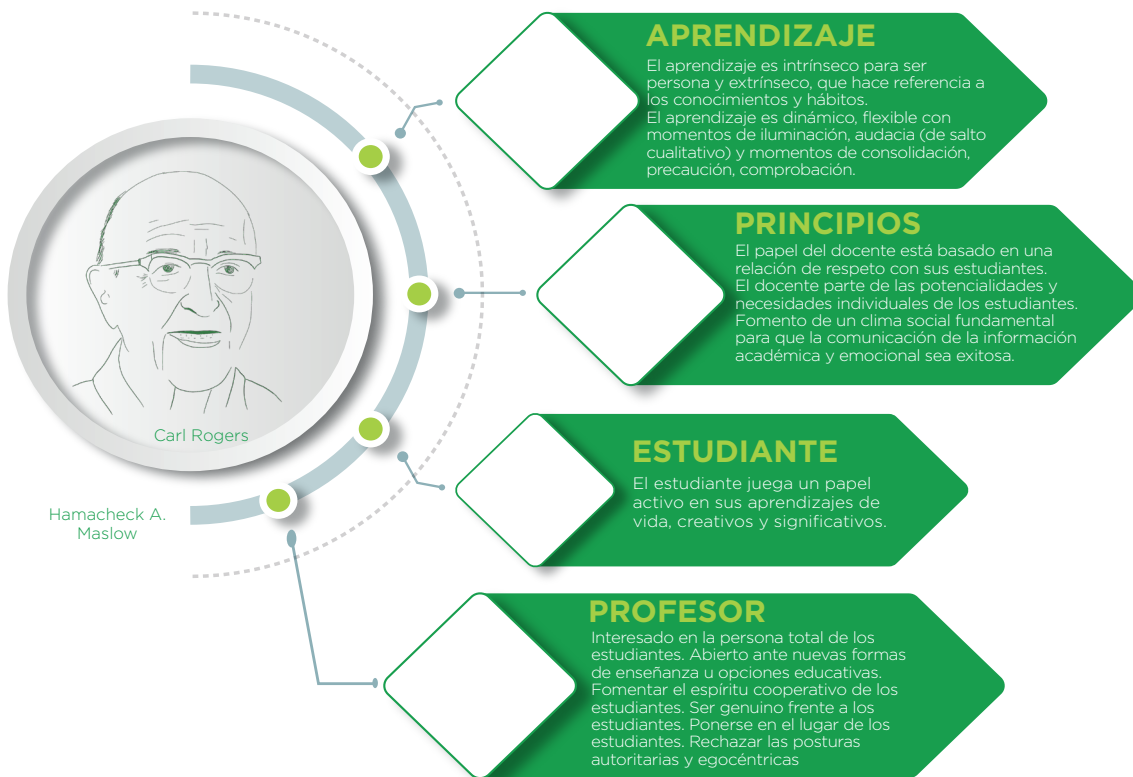 APRENDIZAJE
El aprendizaje es intrínseco para ser
persona y extrínseco, que hace referencia a
los conocimientos y hábitos.
El aprendizaje es dinámico, flexible con
momentos de iluminación, audacia (de salto
cualitativo) y momentos de consolidación,
precaución, comprobación.
PRINCIPIOS
El papel del docente está basado en una
relación de respeto con sus estudiantes.
El docente parte de las potencialidades y
necesidades individuales de los estudiantes.
Fomento de un clima social fundamental
para que la comunicación de la información
académica y emocional sea exitosa.
Carl Rogers
Hamacheck A.
Maslow
ESTUDIANTE
El estudiante juega un papel
activo en sus aprendizajes de
vida, creativos y significativos.
PROFESOR
Interesado en la persona total de los
estudiantes. Abierto ante nuevas formas
de enseñanza u opciones educativas.
Fomentar el espíritu cooperativo de los
estudiantes. Ser genuino frente a los
estudiantes. Ponerse en el lugar de los
estudiantes. Rechazar las posturas
autoritarias y egocéntricas